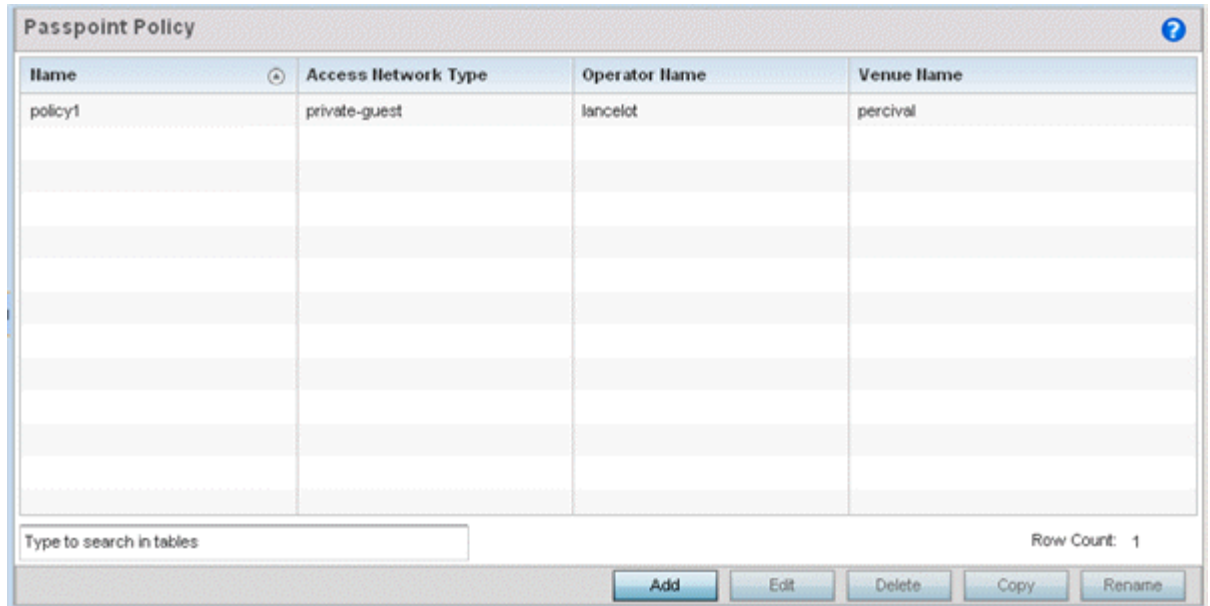 Passpoint Policy
?
Name Access Network Type Operator Name Venue Name
policy1 private-guest lancelot percival
Type to search in tables Row Count: 1
Add Edit Delete Copy Rename